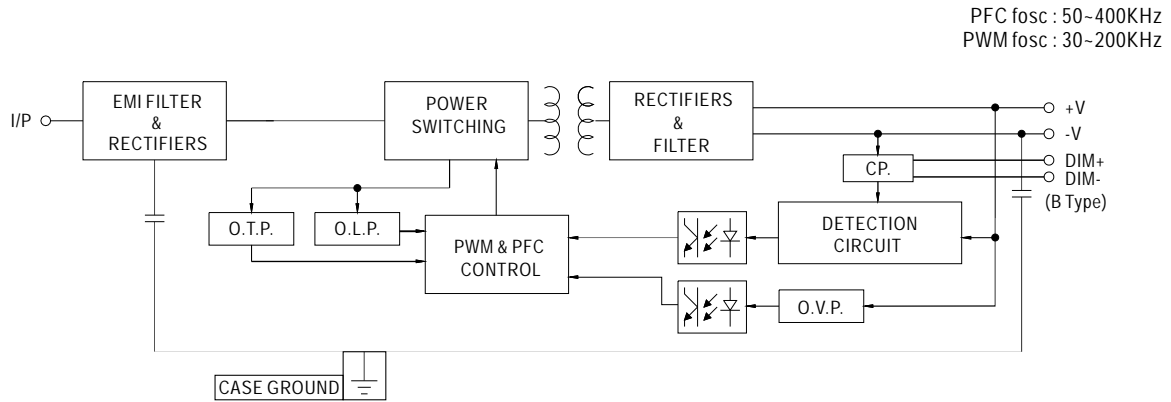 PFC fosc : 50~400KHz
PWM fosc : 30~200KHz
I/P
EMI FILTER
&
RECTIFIERS
POWER
SWITCHING
RECTIFIERS
&
FILTER
+V
-V
DIM+
DIM-
(B Type)
CP.
O.T.P.
O.L.P.
PWM & PFC
CONTROL
DETECTION
CIRCUIT
O.V.P.
CASE GROUND